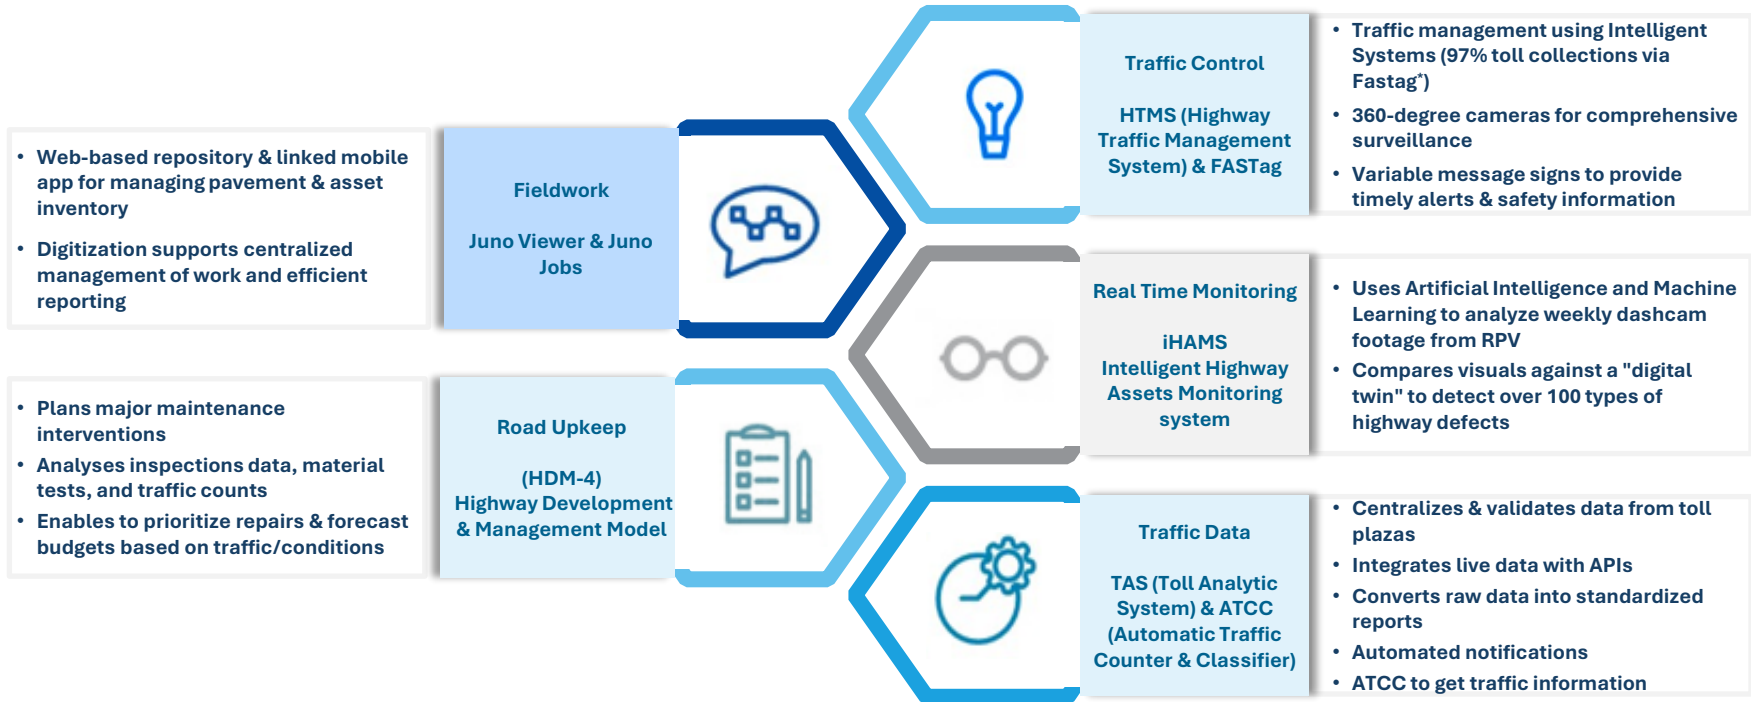 • Web-based repository & linked mobile
app for managing pavement & asset
inventory
• Digitization supports centralized
management of work and efficient
reporting
Fieldwork
Juno Viewer & Juno
Jobs
• Plans major maintenance
interventions
• Analyses inspections data, material
tests, and traffic counts
• Enables to prioritize repairs & forecast
budgets based on traffic/conditions
Road Upkeep
(HDM-4)
Highway Development
& Management Model
Traffic Control
HTMS (Highway
Traffic Management
System) & FASTag
• Traffic management using Intelligent
Systems (97% toll collections via
Fastag*)
• 360-degree cameras for comprehensive
surveillance
• Variable message signs to provide
timely alerts & safety information
Real Time Monitoring
iHAMS
Intelligent Highway
Assets Monitoring
system
• Uses Artificial Intelligence and Machine
Learning to analyze weekly dashcam
footage from RPV
• Compares visuals against a "digital
twin" to detect over 100 types of
highway defects
Traffic Data
TAS (Toll Analytic
System) & ATCC
(Automatic Traffic
Counter & Classifier)
• Centralizes & validates data from toll
plazas
• Integrates live data with APIs
• Converts raw data into standardized
reports
• Automated notifications
• ATCC to get traffic information